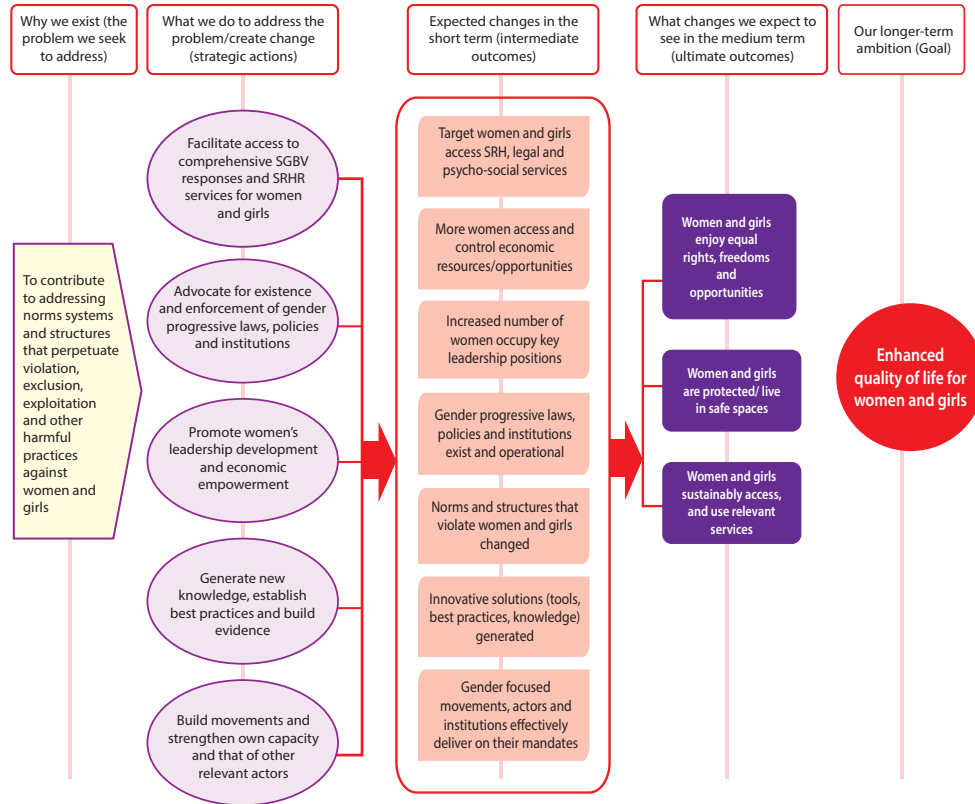 Why we exist (the
problem we seek
to address)
What we do to address the
problem/create change
(strategic actions)
Expected changes in the
short term (intermediate
outcomes)
What changes we expect to
see in the medium term
(ultimate outcomes)
Our longer-term
ambition (Goal)
To contribute
to addressing
norms systems
and structures
that perpetuate
violation,
exclusion,
exploitation
and other
harmful
practices
against
women and
girls
Facilitate access to
comprehensive SGBV
responses and SRHR
services for women
and girls
Advocate for existence
and enforcement of gender
progressive laws, policies
and institutions
Promote women’s
leadership development
and economic
empowerment
Generate new
knowledge, establish
best practices and build
evidence
Build movements and
strengthen own capacity
and that of other
relevant actors
Target women and girls
access SRH, legal and
psycho-social services
More women access and
control economic
resources/opportunities
Increased number of
women occupy key
leadership positions
Gender progressive laws,
policies and institutions
exist and operational
Norms and structures that
violate women and girls
changed
Innovative solutions (tools,
best practices, knowledge)
generated
Gender focused
movements, actors and
institutions effectively
deliver on their mandates
Women and girls
enjoy equal
rights, freedoms
and
opportunities
Women and girls
are protected/ live
in safe spaces
Women and girls
sustainably access,
and use relevant
services
Enhanced
quality of life for
women and girls